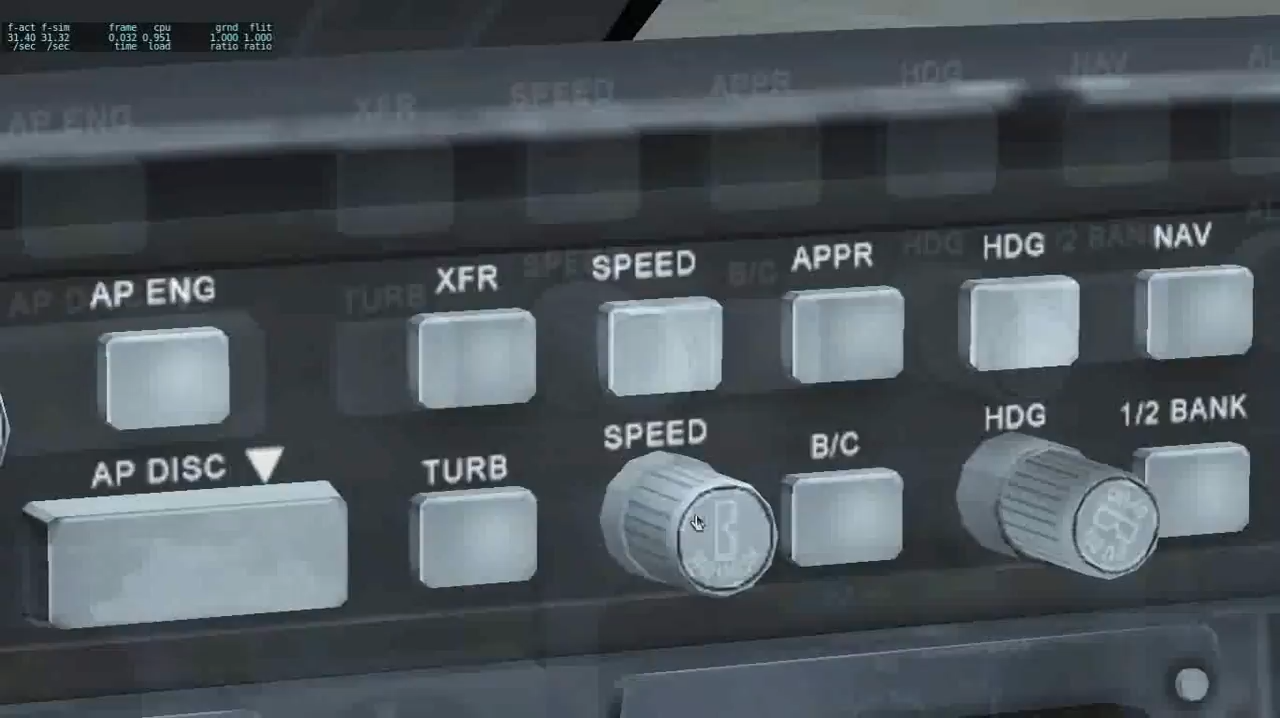 f-act f-sim frame cpu grnd flit
31.40 31.32 0.032 0.951 1.000 1.000
/sec /sec time load ratio ratio
AP ENG XFR SPEED APPR HDG NAV
AP ENG XFR SPEED APPR HDG NAV
TURB B/C HDG
AP DISC TURB SPEED B/C HDG 1/2 BANK